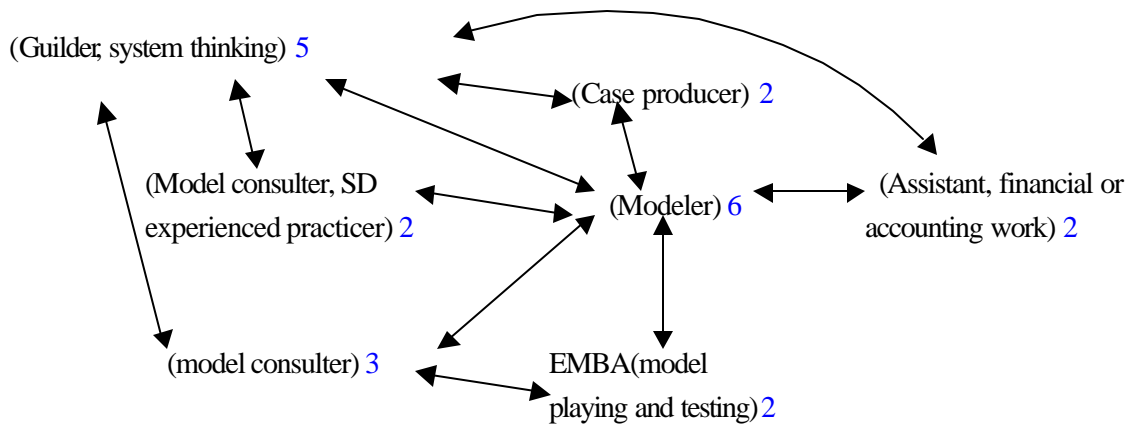 (Guilder, system thinking) 5
(Case producer) 2
(Model consulter, SD
experienced practicer) 2
(Modeler) 6
(Assistant, financial or
accounting work) 2
(model consulter) 3
EMBA(model
playing and testing) 2